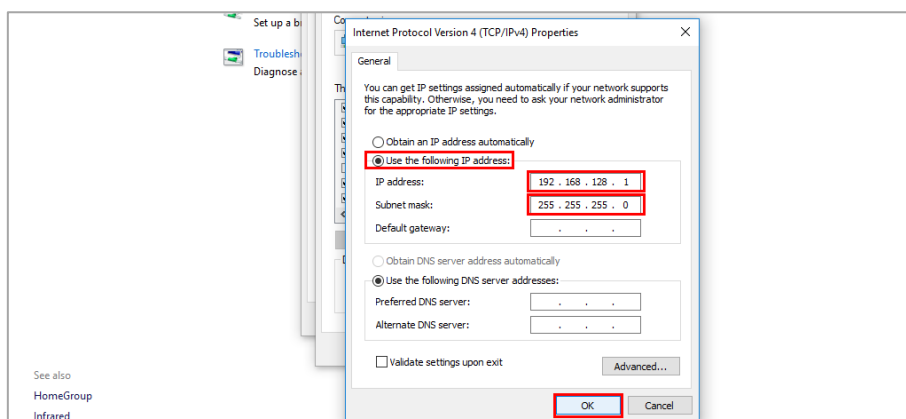 Set up a b
Troublesh
Diagnose
Co
Th
Internet Protocol Version 4 (TCP/IPv4) Properties
General
You can get IP settings assigned automatically if your network supports
this capability. Otherwise, you need to ask your network administrator
for the appropriate IP settings.
Obtain an IP address automatically
Use the following IP address:
IP address: 192 . 168 . 128 . 1
Subnet mask: 255 . 255 . 255 . 0
Default gateway: . . .
Obtain DNS server address automatically
Use the following DNS server addresses:
Preferred DNS server: . . .
Alternate DNS server: . . .
Validate settings upon exit
Advanced...
OK Cancel
See also
HomeGroup
Infrared